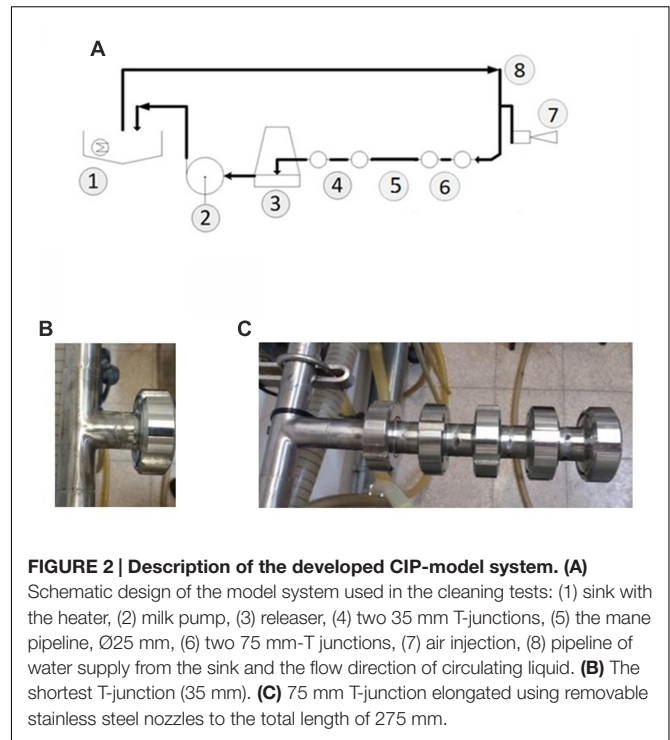 A
8
7
1
2
3
4
5
6
B
C
FIGURE 2 | Description of the developed CIP-model system. (A)
Schematic design of the model system used in the cleaning tests: (1) sink with
the heater, (2) milk pump, (3) releaser, (4) two 35 mm T-junctions, (5) the mane
pipeline, Ø25 mm, (6) two 75 mm-T junctions, (7) air injection, (8) pipeline of
water supply from the sink and the flow direction of circulating liquid. (B) The
shortest T-junction (35 mm). (C) 75 mm T-junction elongated using removable
stainless steel nozzles to the total length of 275 mm.